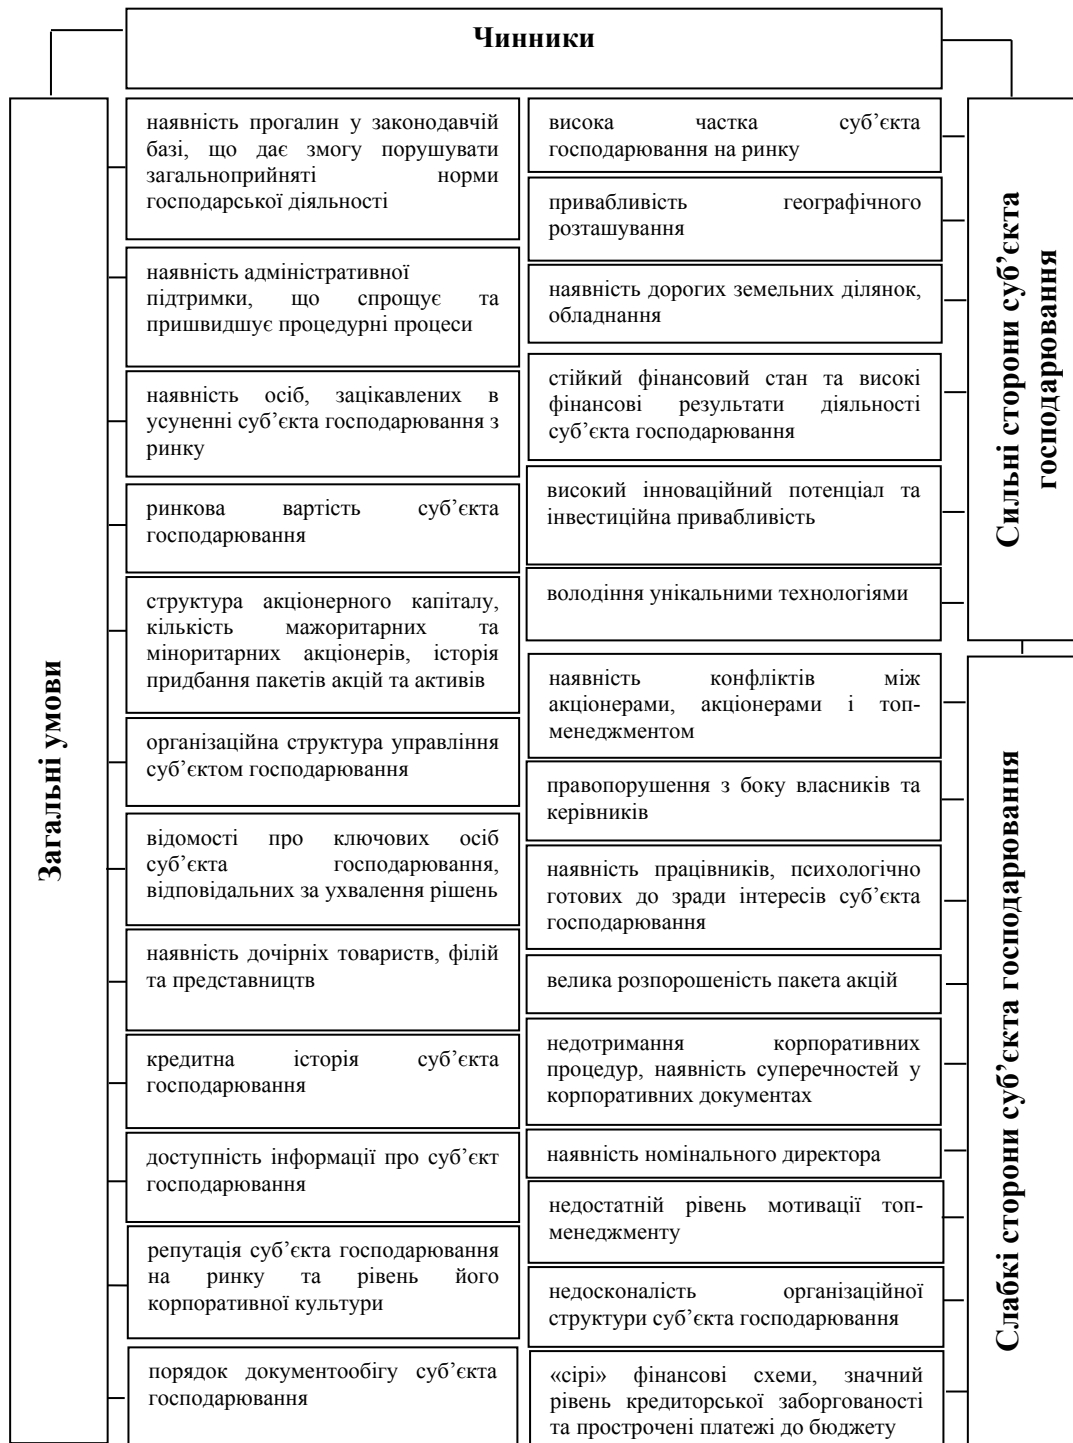 Чинники
Загальні умови
наявність прогалин у законодавчій
базі, що дає змогу порушувати
загальноприйняті норми
господарської діяльності
наявність адміністративної
підтримки, що спрощує та
пришвидшує процедурні процеси
наявність осіб, зацікавлених в
усуненні суб’єкта господарювання з
ринку
ринкова вартість суб’єкта
господарювання
структура акціонерного капіталу,
кількість мажоритарних та
міноритарних акціонерів, історія
придбання пакетів акцій та активів
організаційна структура управління
суб’єктом господарювання
відомості про ключових осіб
суб’єкта господарювання,
відповідальних за ухвалення рішень
наявність дочірніх товариств, філій
та представництв
кредитна історія суб’єкта
господарювання
доступність інформації про суб’єкт
господарювання
репутація суб’єкта господарювання
на ринку та рівень його
корпоративної культури
порядок документообігу суб’єкта
господарювання
Сильні сторони суб’єкта
господарювання
висока частка суб’єкта
господарювання на ринку
привабливість географічного
розташування
наявність дорогих земельних ділянок,
обладнання
стійкий фінансовий стан та високі
фінансові результати діяльності
суб’єкта господарювання
високий інноваційний потенціал та
інвестиційна привабливість
володіння унікальними технологіями
Слабкі сторони суб’єкта господарювання
наявність конфліктів між
акціонерами, акціонерами і топ-
менеджментом
правопорушення з боку власників та
керівників
наявність працівників, психологічно
готових до зради інтересів суб’єкта
господарювання
велика розпорошеність пакета акцій
недотримання корпоративних
процедур, наявність суперечностей у
корпоративних документах
наявність номінального директора
недостатній рівень мотивації топ-
менеджменту
недосконалість організаційної
структури суб’єкта господарювання
«сірі» фінансові схеми, значний
рівень кредиторської заборгованості
та прострочені платежі до бюджету